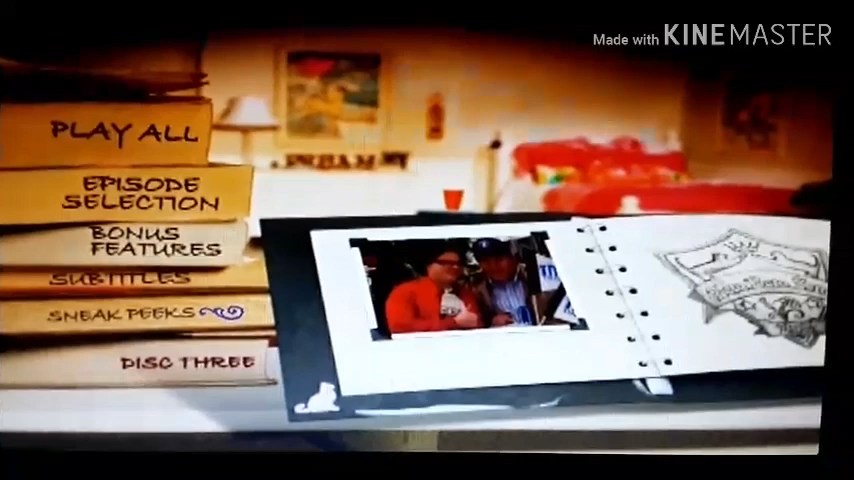 Made with KINEMASTER
PLAY ALL
EPISODE
SELECTION
BONUS
FEATURES
SUBTITLES
SNEAK PEEKS
DISC THREE